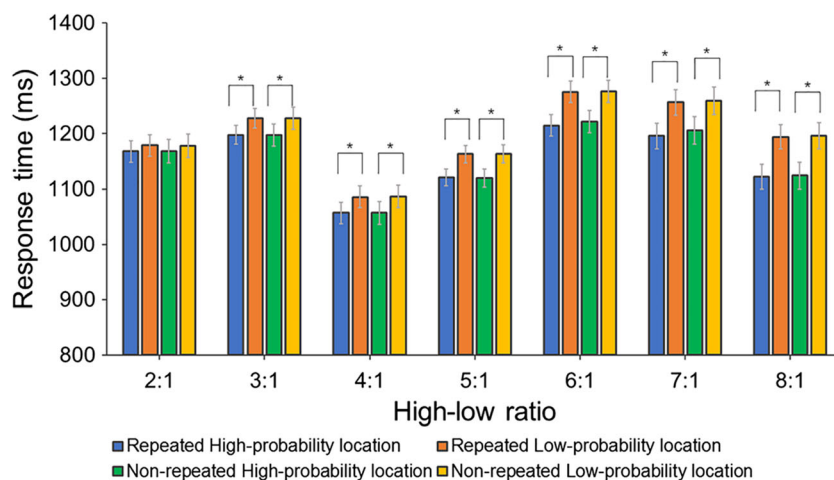 1400
1300
1200
1100
1000
900
800
Response time (ms)
* * * * * * * * * * * *
2:1 3:1 4:1 5:1 6:1 7:1 8:1
High-low ratio
Repeated High-probability location Repeated Low-probability location
Non-repeated High-probability location Non-repeated Low-probability location